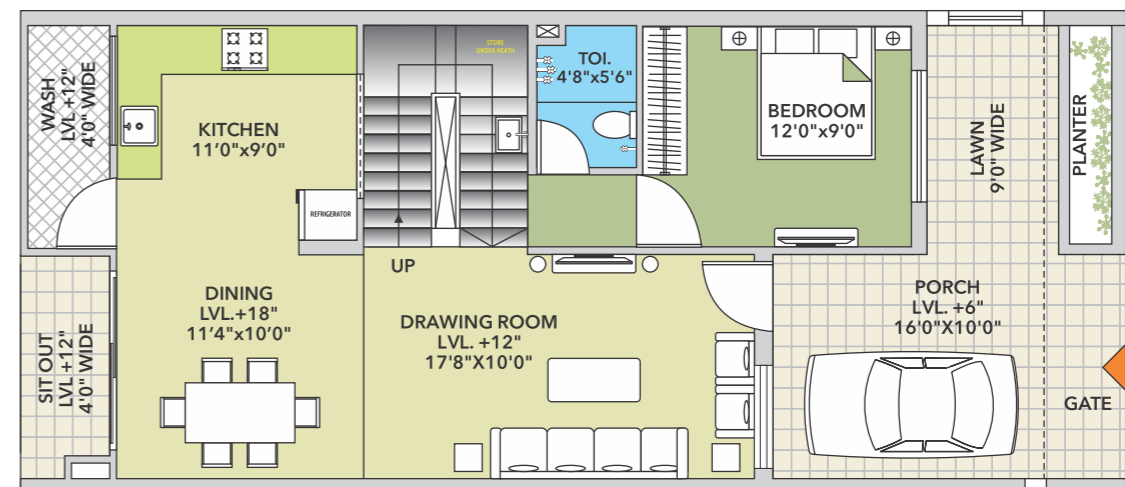 WASH
LVL +12"
4'0" WIDE
KITCHEN
11'0"x9'0"
REFRIGERATOR
STORE
UNDER NEATH
TOI.
4'8"x5'6"
BEDROOM
12'0"x9'0"
LAWN
9'0" WIDE
PLANTER
UP
SIT OUT
LVL +12"
4'0" WIDE
DINING
LVL.+18"
11'4"x10'0"
DRAWING ROOM
LVL. +12"
17'8"X10'0"
PORCH
LVL. +6"
16'0"X10'0"
GATE